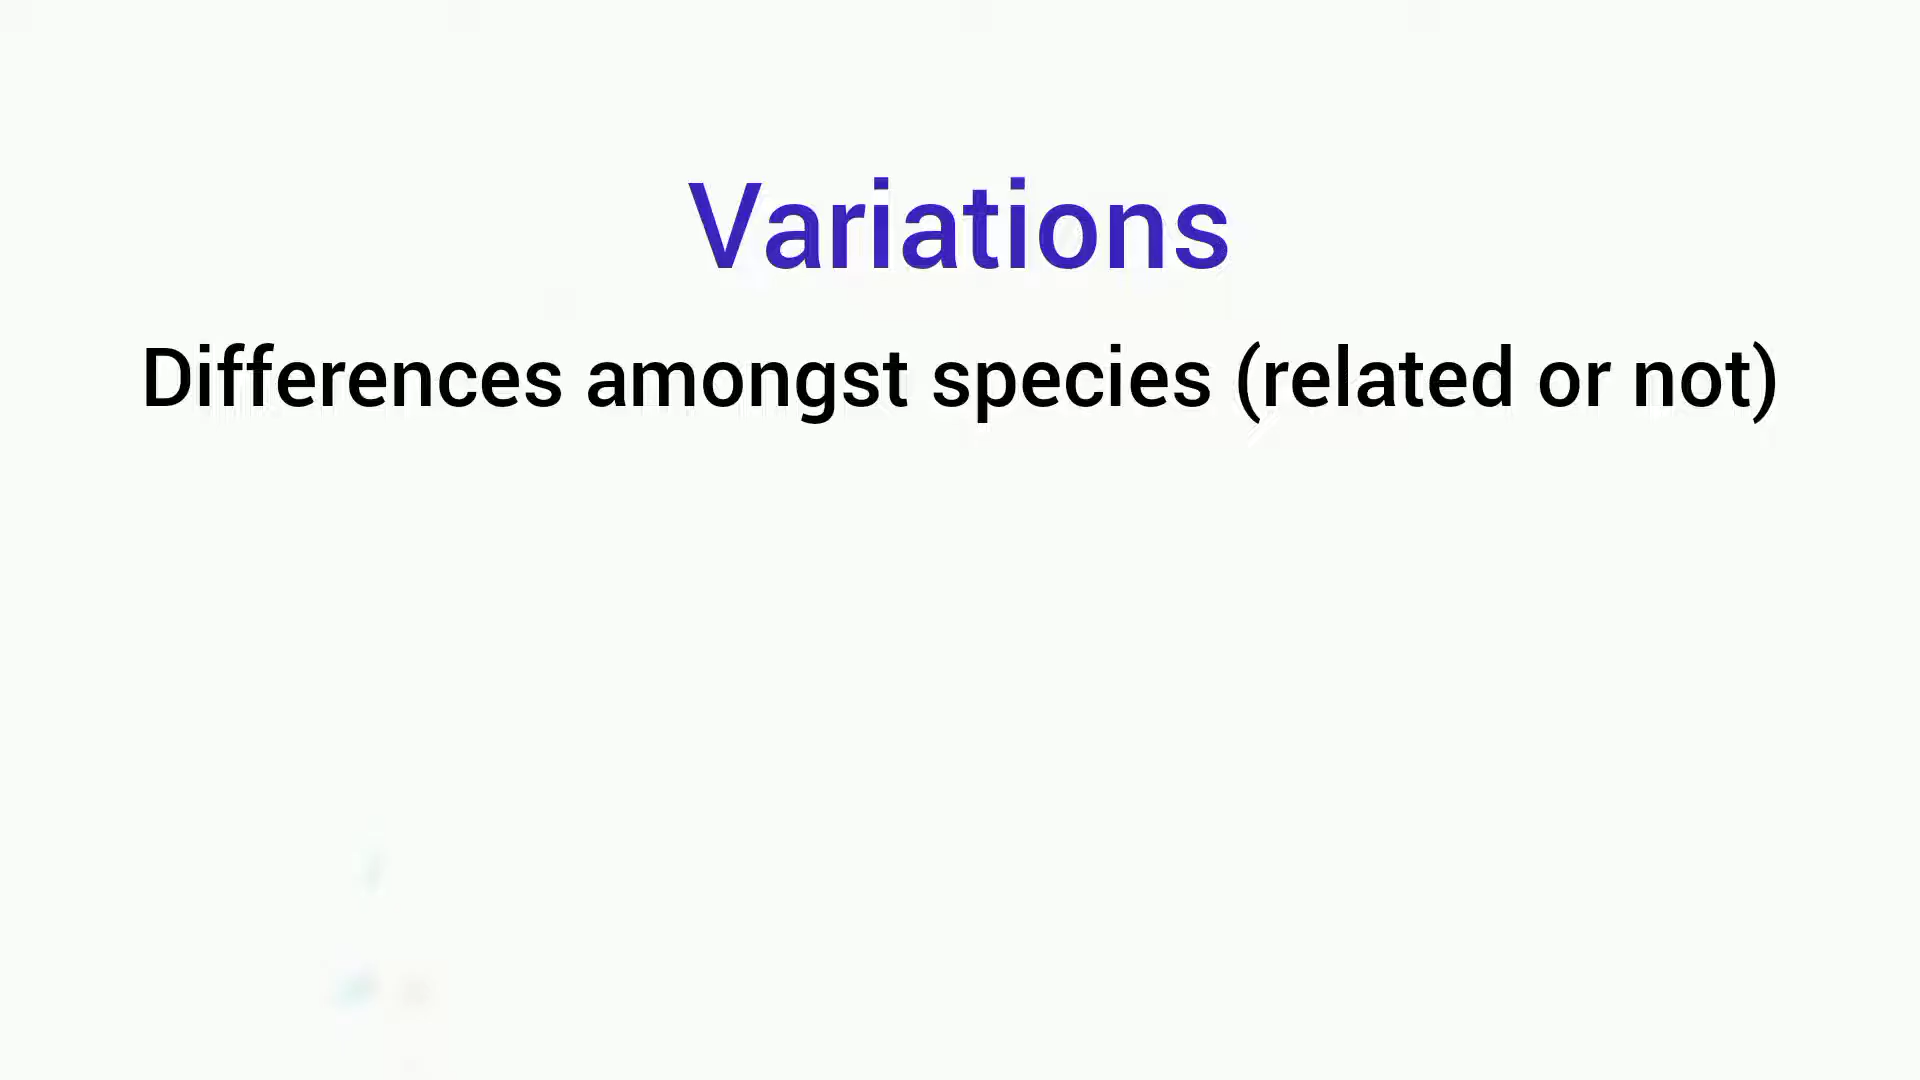 Variations
Differences amongst species (related or not)